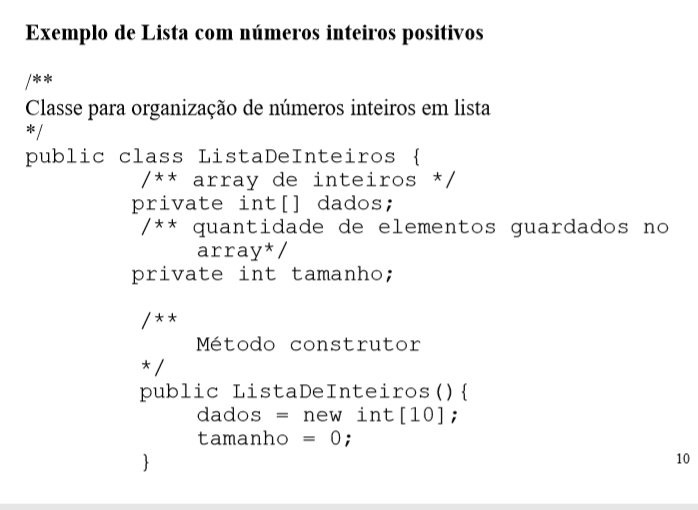 Exemplo de Lista com números inteiros positivos
/**
Classe para organização de números inteiros em lista
*/
public class ListaDeInteiros {
/** array de inteiros */
private int[] dados;
/** quantidade de elementos guardados no
array*/
private int tamanho;
/**
Método construtor
*/
public ListaDeInteiros(){
dados = new int[10];
tamanho = 0;
}
10